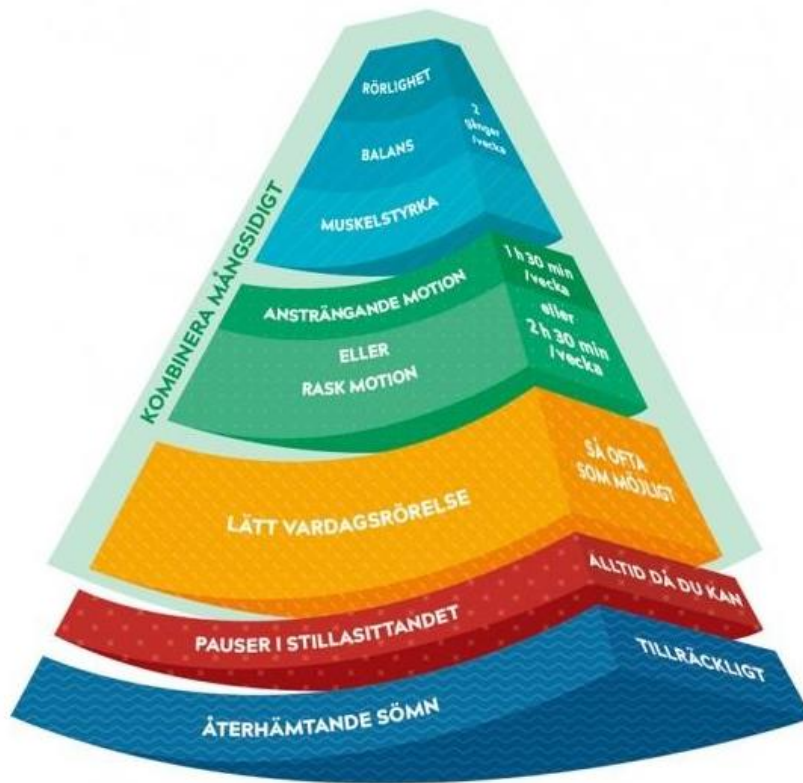 KOMBINERA MÅNGSIDIGT
RÖRLIGHET
BALANS
MUSKELSTYRKA
2
gånger
/vecka
ANSTRÄNGANDE MOTION
ELLER
RASK MOTION
1 h 30 min
/vecka
eller
2 h 30 min
/vecka
LÄTT VARDAGSRÖRELSE
SÅ OFTA
SOM MÖJLIGT
PAUSER I STILLASITTANDET
ALLTID DÅ DU KAN
ÅTERHÄMTANDE SÖMN
TILLRÄCKLIGT